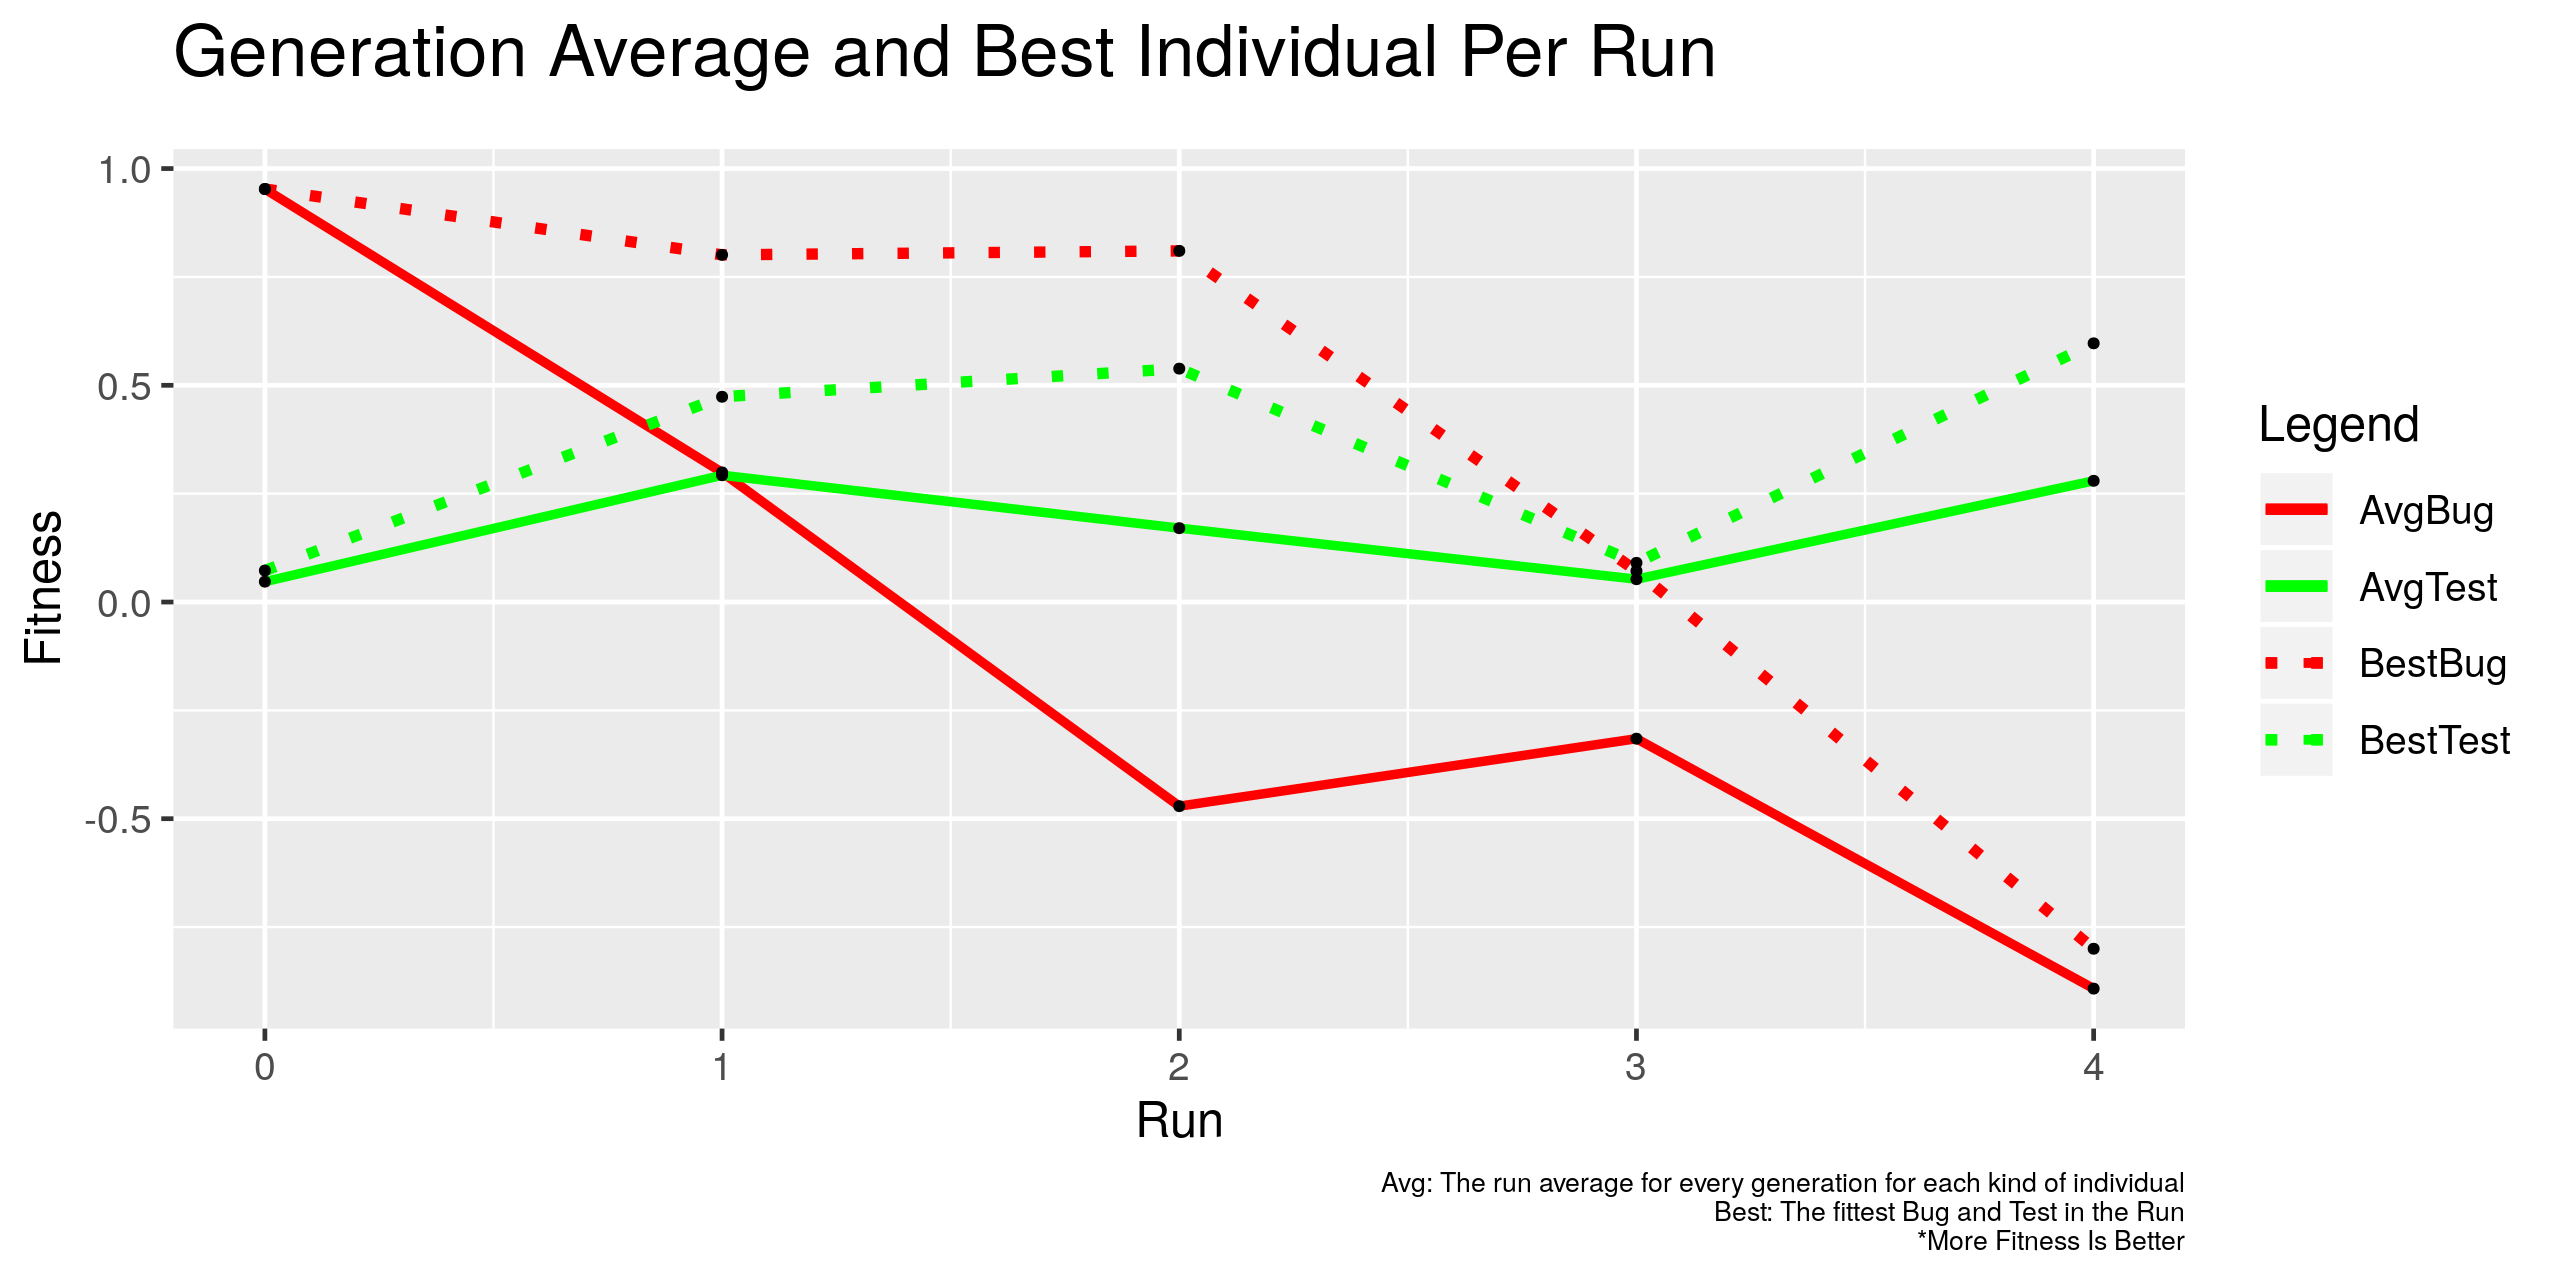 Generation Average and Best Individual Per Run
Fitness
1.0
0.5
0.0
-0.5
0 1 2 3 4
Run
Legend
AvgBug
AvgTest
BestBug
BestTest
Avg: The run average for every generation for each kind of individual
Best: The fittest Bug and Test in the Run
*More Fitness Is Better